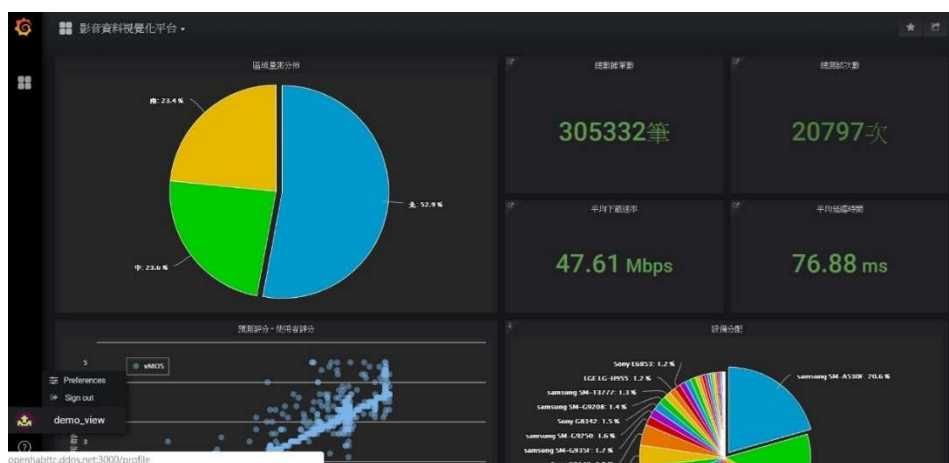 影音資料視覺化平台
區域量測分佈
南: 23.4 %
北: 52.9 %
中: 23.6 %
總數據筆數
305332筆
總測試次數
20797次
平均下載速率
47.61 Mbps
平均延遲時間
76.88 ms
預測評分 - 使用者評分
5
vMOS
3
設備分配
Sony E6853: 1.2 %
LGE LG-H955: 1.2 %
samsung SM-T3777: 1.3 %
samsung SM-G9208: 1.4 %
Sony G8342: 1.5 %
samsung SM-G9250: 1.6 %
samsung SM-G935F: 1.7 %
samsung SM-A530F: 20.6 %
Preferences
Sign out
demo_view
openhabttc.ddns.net:3000/profile